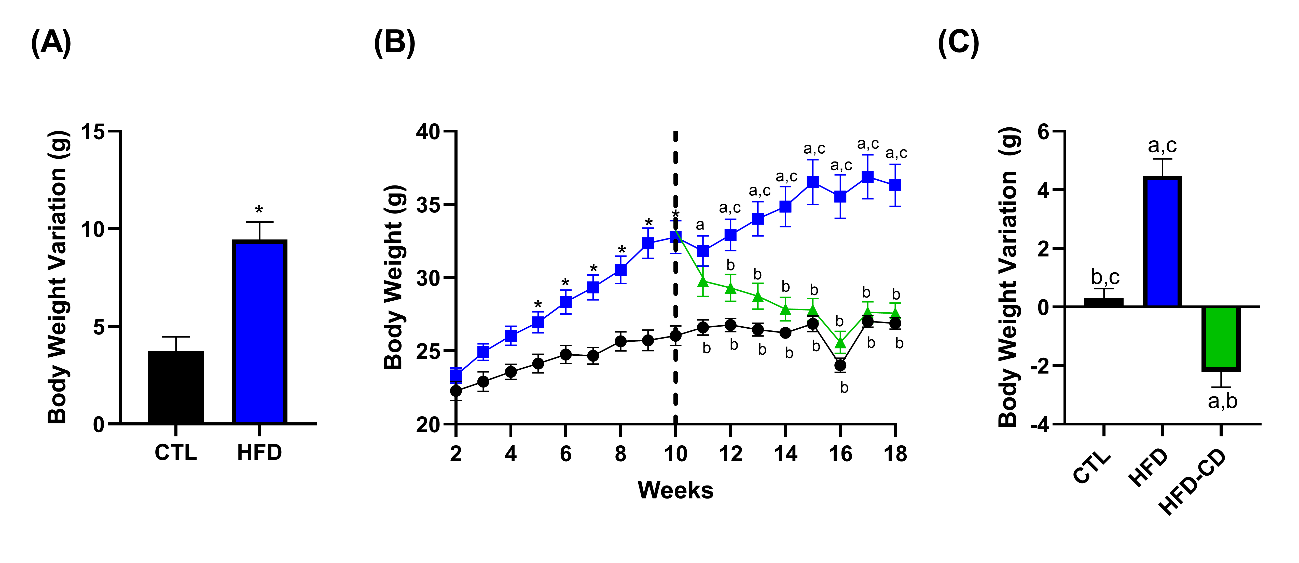 (A)
(B)
(C)
Body Weight Variation (g)
15
10
5
0
*
CTL
HFD
Body Weight (g)
40
35
30
25
20
* * * * * *
a a,c a,c a,c a,c a,c a,c a,c
b b b b b b b
b b b b b b b b
2 4 6 8 10 12 14 16 18
Weeks
Body Weight Variation (g)
6
4
2
0
-2
-4
b,c
a,c
a,b
CTL
HFD
HFD-CD